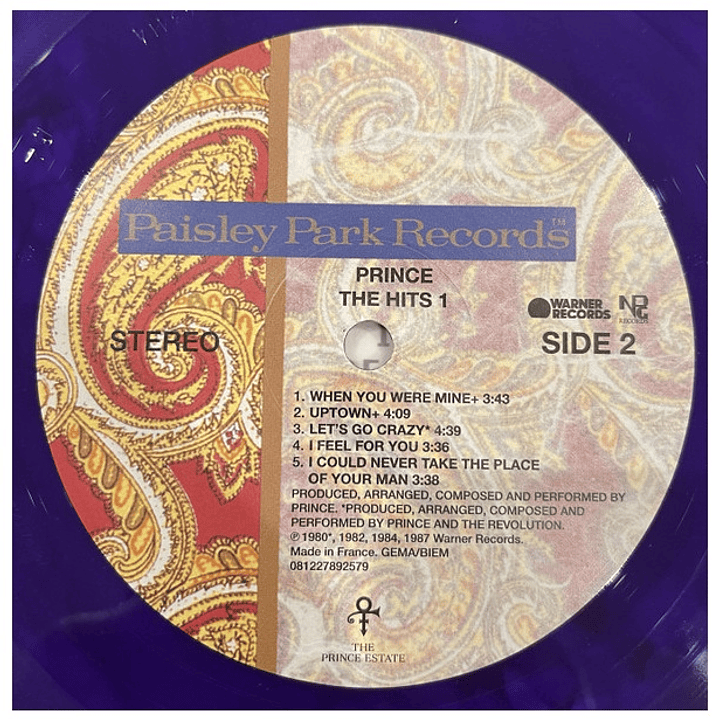 Paisley Park Records™
PRINCE
THE HITS 1
WARNER
RECORDS
NPG
RECORDS
STEREO
SIDE 2
1. WHEN YOU WERE MINE+ 3:43
2. UPTOWN+ 4:09
3. LET'S GO CRAZY* 4:39
4. I FEEL FOR YOU 3:36
5. I COULD NEVER TAKE THE PLACE
OF YOUR MAN 3:38
PRODUCED, ARRANGED, COMPOSED AND PERFORMED BY
PRINCE. *PRODUCED, ARRANGED, COMPOSED AND
PERFORMED BY PRINCE AND THE REVOLUTION.
℗ 1980*, 1982, 1984, 1987 Warner Records.
Made in France. GEMA/BIEM
081227892579
THE
PRINCE ESTATE